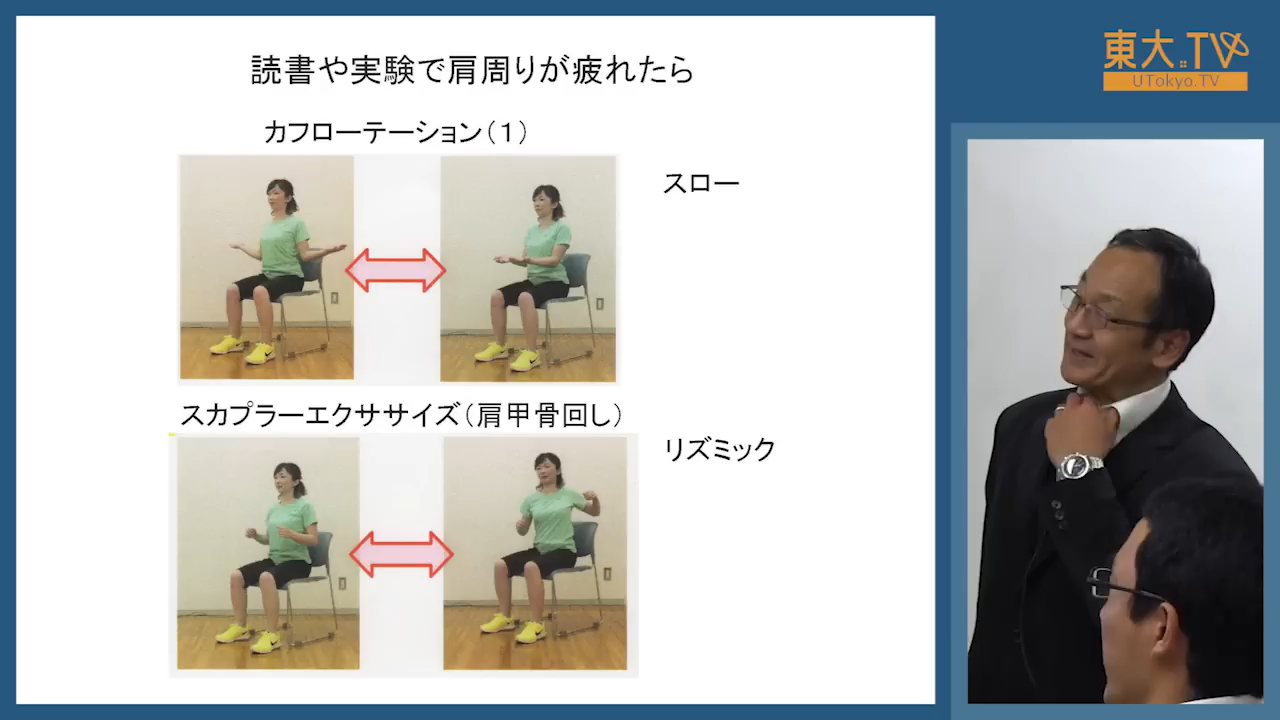 読書や実験で肩周りが疲れたら
カフローテーション(1)
スロー
スカプラーエクササイズ(肩甲骨回し)
リズミック
東大.TV
UTokyo.TV